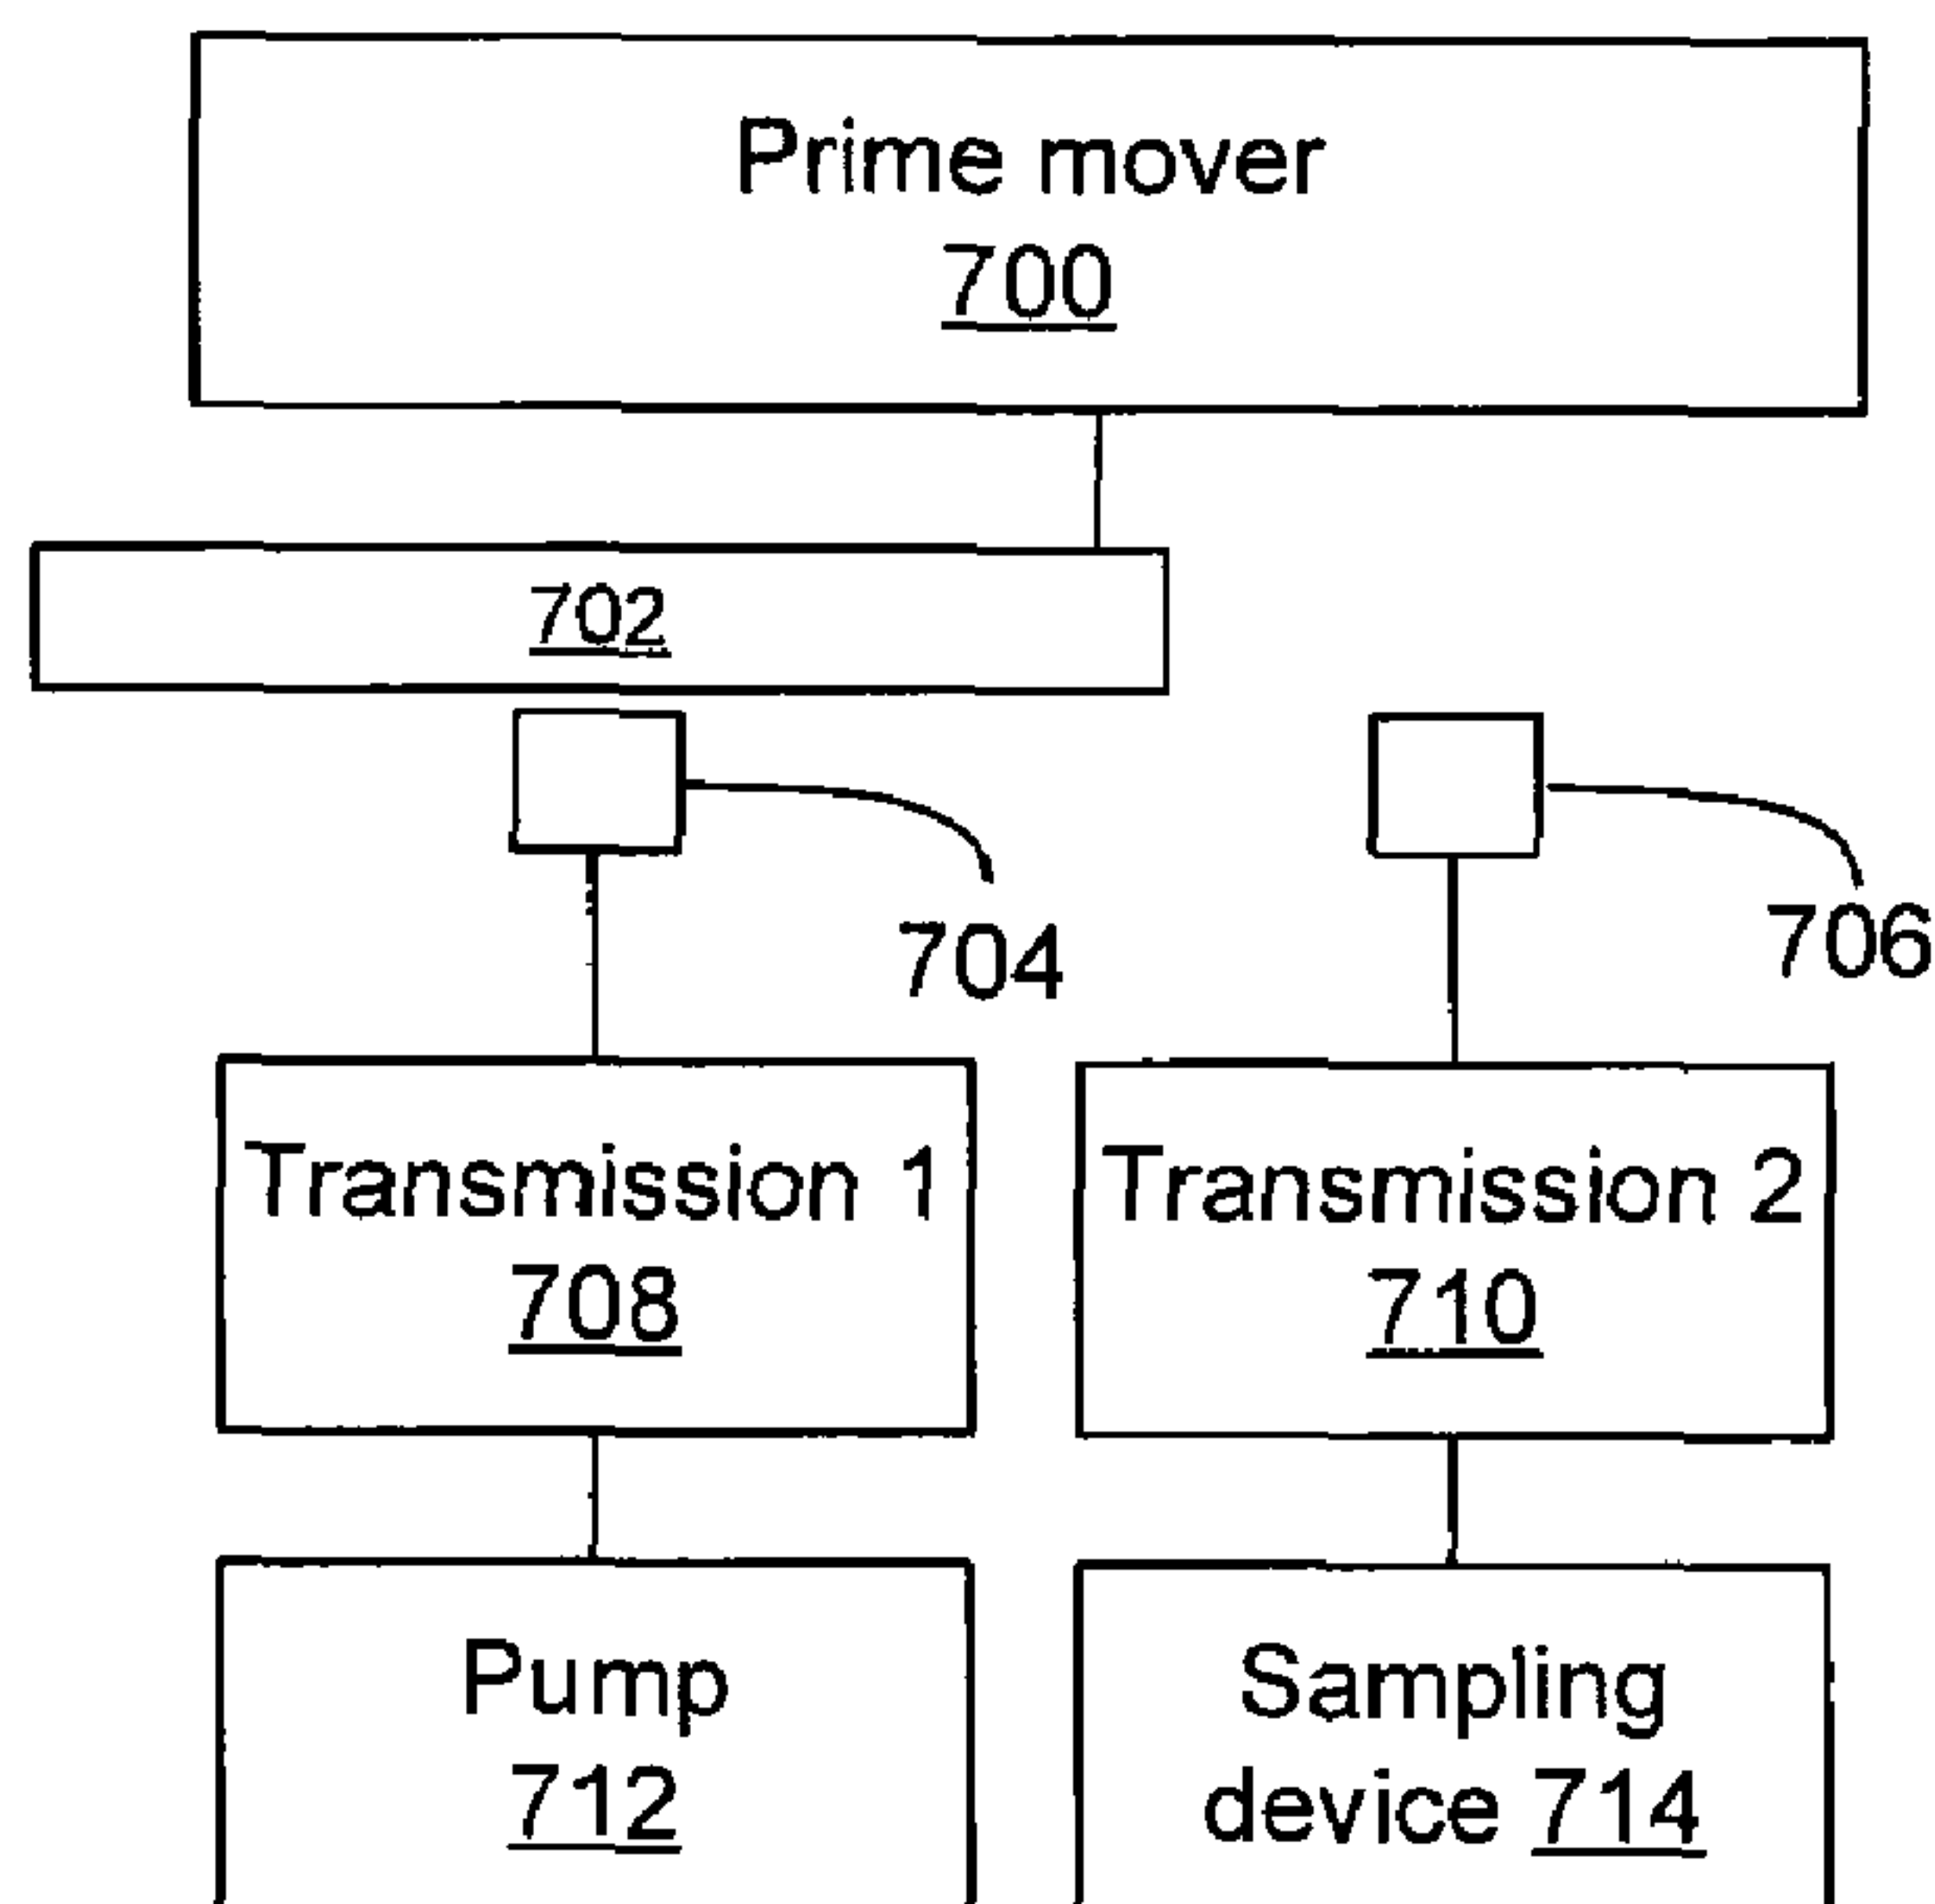 Prime mover
700
702
704
706
Transmission 1
708
Transmission 2
710
Pump
712
Sampling
device 714